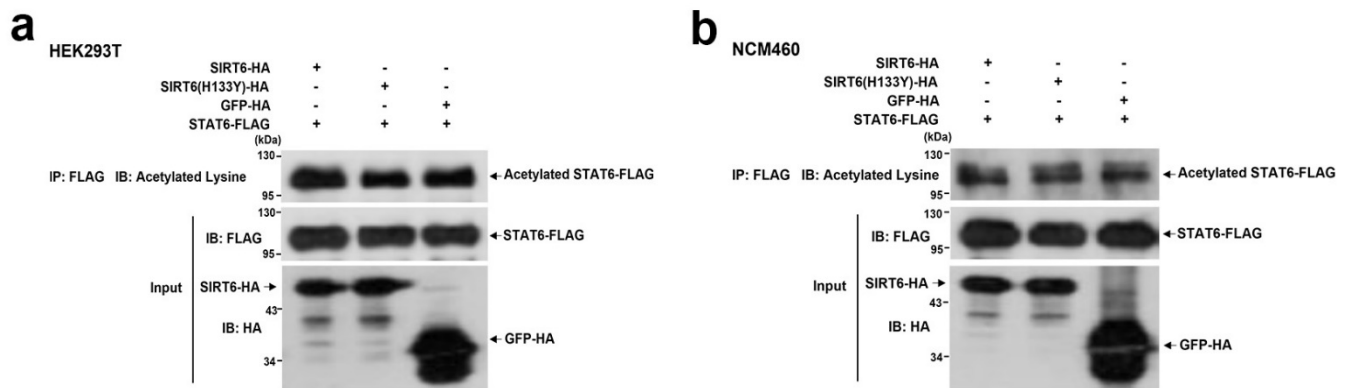 a
HEK293T
SIRT6-HA + - -
SIRT6(H133Y)-HA - + -
GFP-HA - - +
STAT6-FLAG + + +
(kDa)
130
IP: FLAG IB: Acetylated Lysine
Acetylated STAT6-FLAG
95
130
IB: FLAG
STAT6-FLAG
95
Input
SIRT6-HA
43
IB: HA
GFP-HA
34
b
NCM460
SIRT6-HA + - -
SIRT6(H133Y)-HA - + -
GFP-HA - - +
STAT6-FLAG + + +
(kDa)
130
IP: FLAG IB: Acetylated Lysine
Acetylated STAT6-FLAG
95
130
IB: FLAG
STAT6-FLAG
95
Input
SIRT6-HA
43
IB: HA
GFP-HA
34